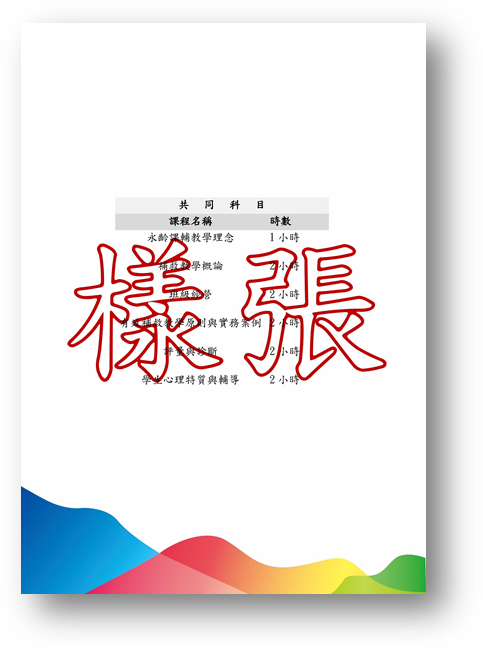 共 同 科 目
課程名稱 時數
永齡課輔教學理念 1小時
補救教學概論 2小時
班級經營 2小時
有效補救教學原則與實務案例 2小時
評量與診斷 2小時
學生心理特質與輔導 2小時
樣張